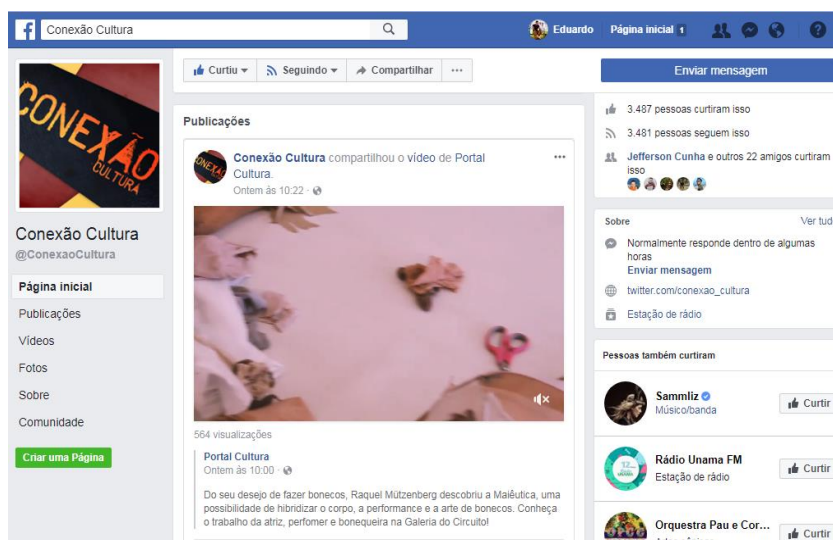 Conexão Cultura
Eduardo
Página inicial 1
CONEXÃO
CULTURA
Conexão Cultura
@ConexaoCultura
Página inicial
Publicações
Vídeos
Fotos
Sobre
Comunidade
Criar uma Página
Curtiu
Seguindo
Compartilhar
Publicações
Conexão Cultura compartilhou o vídeo de Portal
Cultura.
Ontem às 10:22
564 visualizações
Portal Cultura
Ontem às 10:00
Do seu desejo de fazer bonecos, Raquel Mützenberg descobriu a Maiêutica, uma
possibilidade de hibridizar o corpo, a performance e a arte de bonecos. Conheça
o trabalho da atriz, perfomer e bonequeira na Galeria do Circuito!
Enviar mensagem
3.487 pessoas curtiram isso
3.481 pessoas seguem isso
Jefferson Cunha e outros 22 amigos curtiram
isso
Sobre
Ver tud
Normalmente responde dentro de algumas
horas
Enviar mensagem
twitter.com/conexao_cultura
Estação de rádio
Pessoas também curtiram
Sammliz
Músico/banda
Curtir
Rádio Unama FM
Estação de rádio
Curtir
Orquestra Pau e Cor...
Curtir